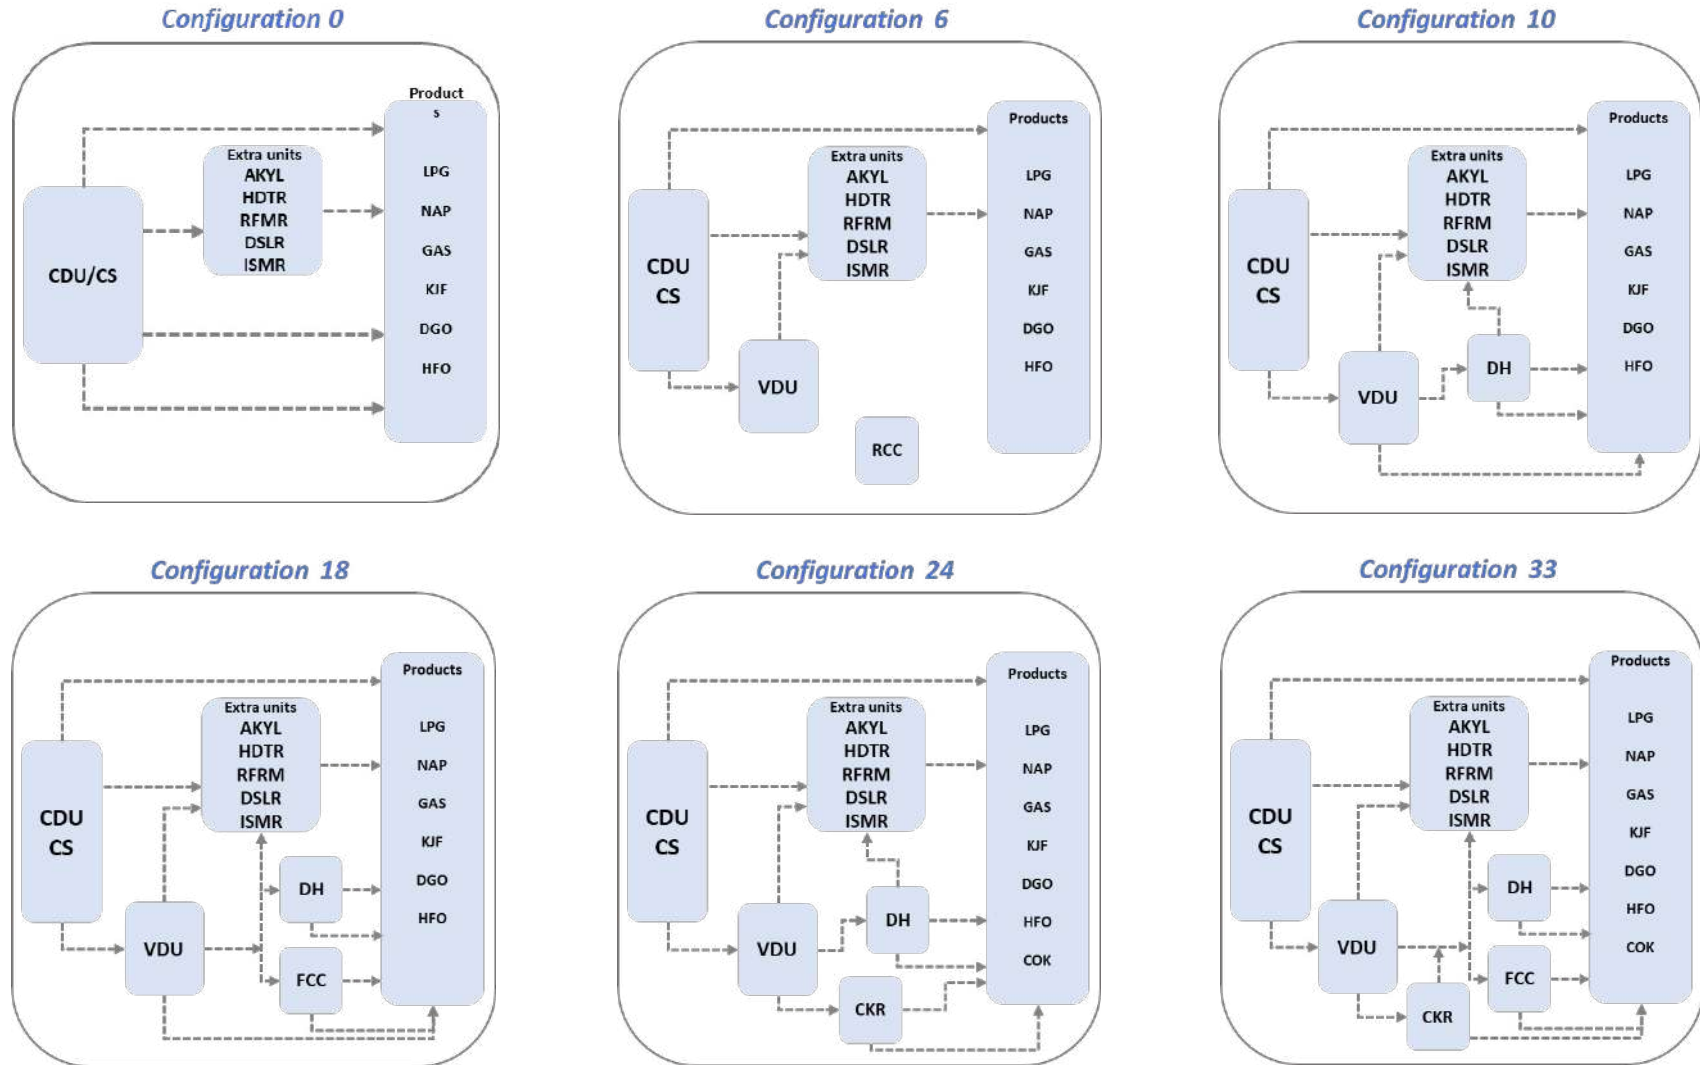 Configuration 0
Products
Extra units
AKYL
HDTR
RFMR
DSLR
ISMR
CDU/CS
LPG
NAP
GAS
KJF
DGO
HFO
Configuration 6
Products
Extra units
AKYL
HDTR
RFRM
DSLR
ISMR
CDU
CS
VDU
RCC
LPG
NAP
GAS
KJF
DGO
HFO
Configuration 10
Products
Extra units
AKYL
HDTR
RFRM
DSLR
ISMR
CDU
CS
VDU
DH
LPG
NAP
GAS
KJF
DGO
HFO
Configuration 18
Products
Extra units
AKYL
HDTR
RFRM
DSLR
ISMR
CDU
CS
VDU
DH
FCC
LPG
NAP
GAS
KJF
DGO
HFO
Configuration 24
Products
Extra units
AKYL
HDTR
RFRM
DSLR
ISMR
CDU
CS
VDU
DH
CKR
LPG
NAP
GAS
KJF
DGO
HFO
COK
Configuration 33
Products
Extra units
AKYL
HDTR
RFRM
DSLR
ISMR
CDU
CS
VDU
DH
FCC
CKR
LPG
NAP
GAS
KJF
DGO
HFO
COK